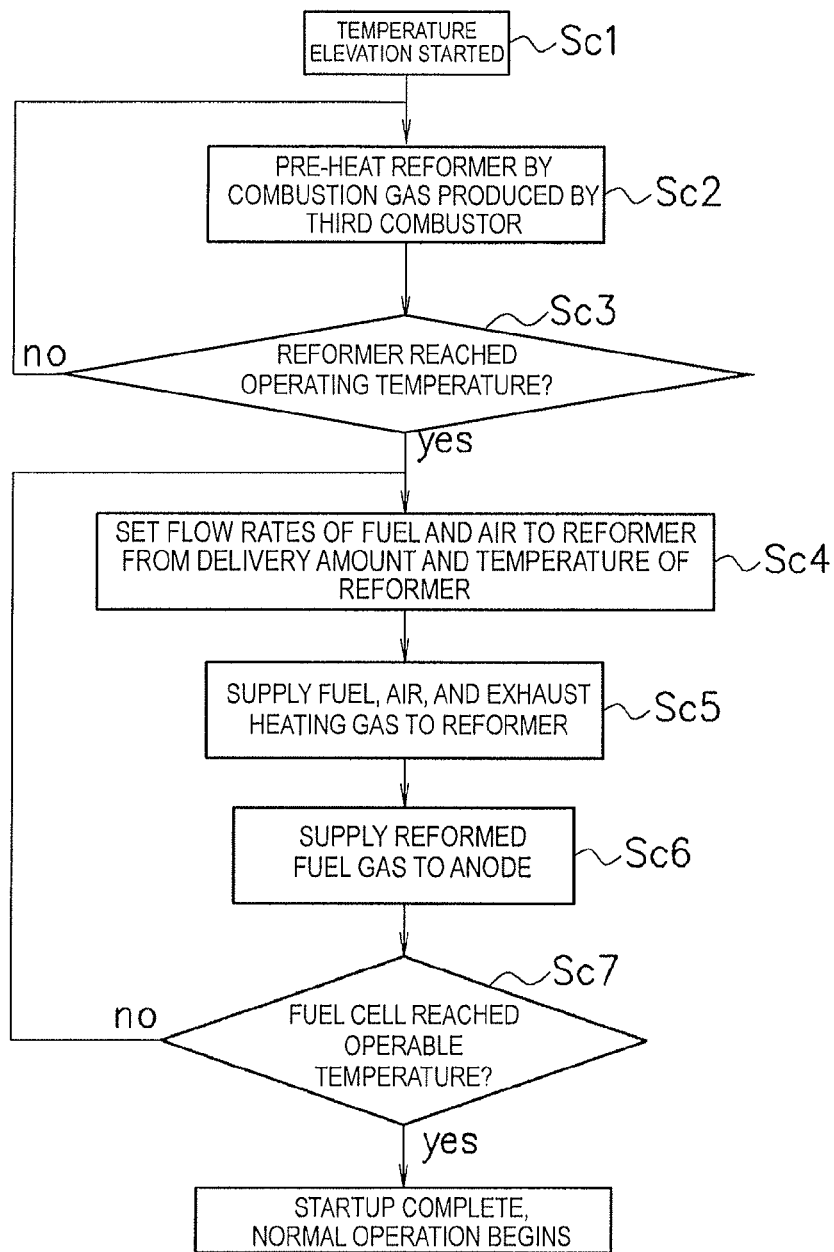 TEMPERATURE
ELEVATION STARTED
Sc1
PRE-HEAT REFORMER BY
COMBUSTION GAS PRODUCED BY
THIRD COMBUSTOR
Sc2
Sc3
no
REFORMER REACHED
OPERATING TEMPERATURE?
yes
SET FLOW RATES OF FUEL AND AIR TO REFORMER
FROM DELIVERY AMOUNT AND TEMPERATURE OF
REFORMER
Sc4
SUPPLY FUEL, AIR, AND EXHAUST
HEATING GAS TO REFORMER
Sc5
SUPPLY REFORMED
FUEL GAS TO ANODE
Sc6
Sc7
no
FUEL CELL REACHED
OPERABLE
TEMPERATURE?
yes
STARTUP COMPLETE,
NORMAL OPERATION BEGINS